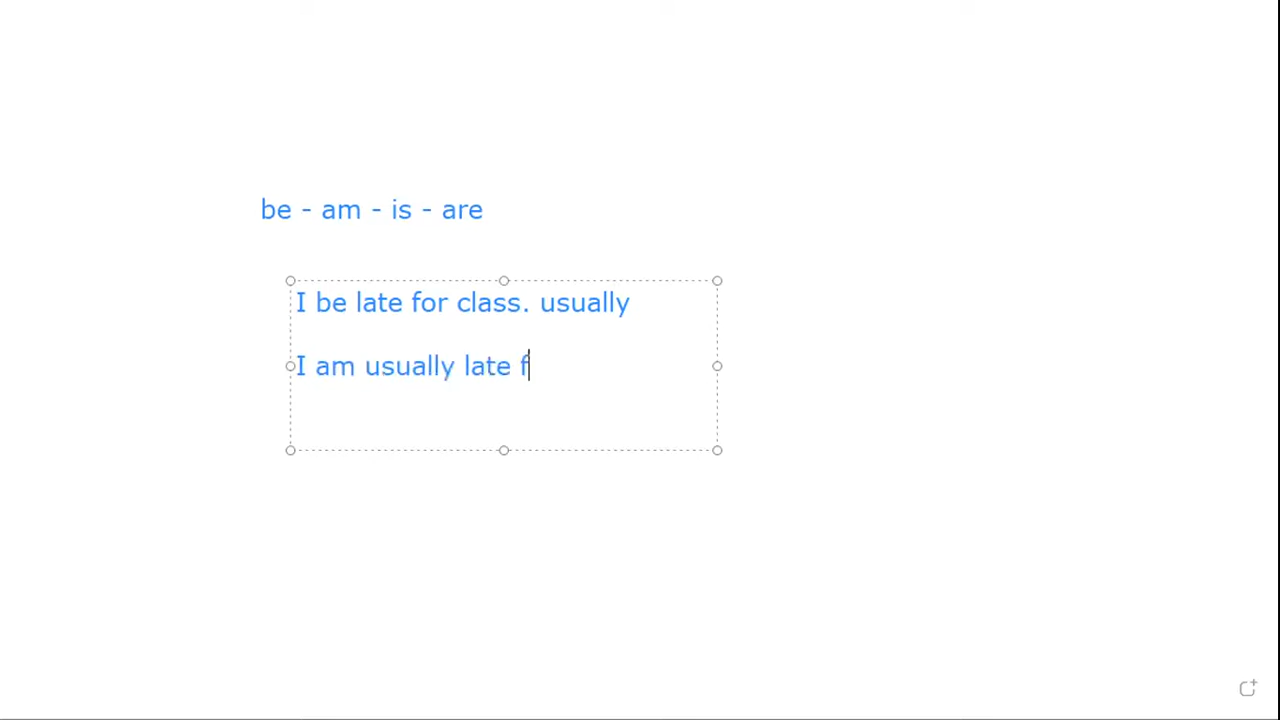 be - am - is - are
I be late for class. usually
I am usually late f